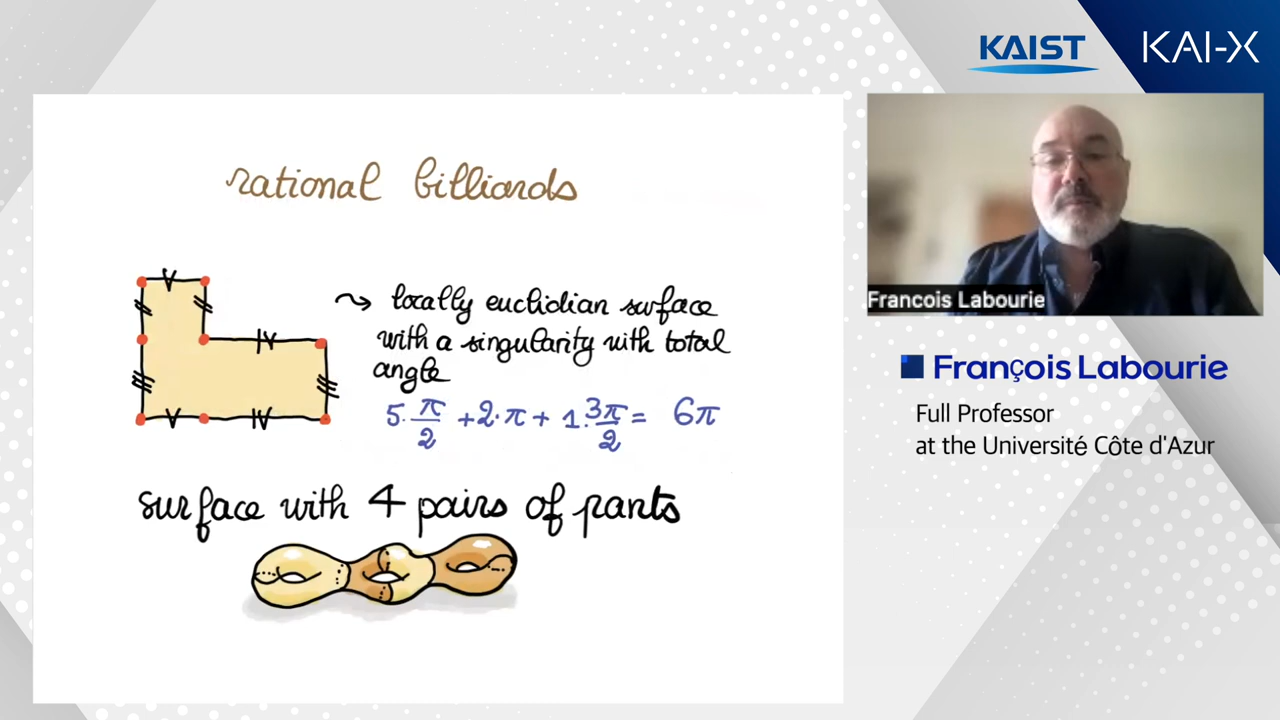 KAIST
KAI-X
rational billiards
locally euclidian surface
with a singularity with total
angle
5. π/2 + 2·π + 1. 3π/2 = 6π
surface with 4 pairs of pants
Francois Labourie
François Labourie
Full Professor
at the Université Côte d'Azur